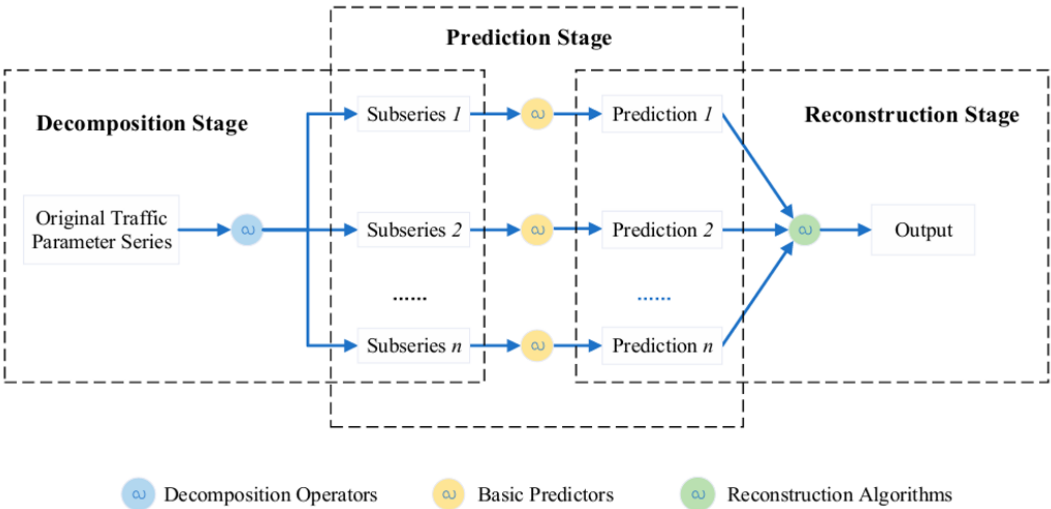 Prediction Stage
Decomposition Stage
Reconstruction Stage
Subseries 1
Prediction 1
Original Traffic
Parameter Series
Subseries 2
Prediction 2
Output
......
......
Subseries n
Prediction n
Decomposition Operators
Basic Predictors
Reconstruction Algorithms